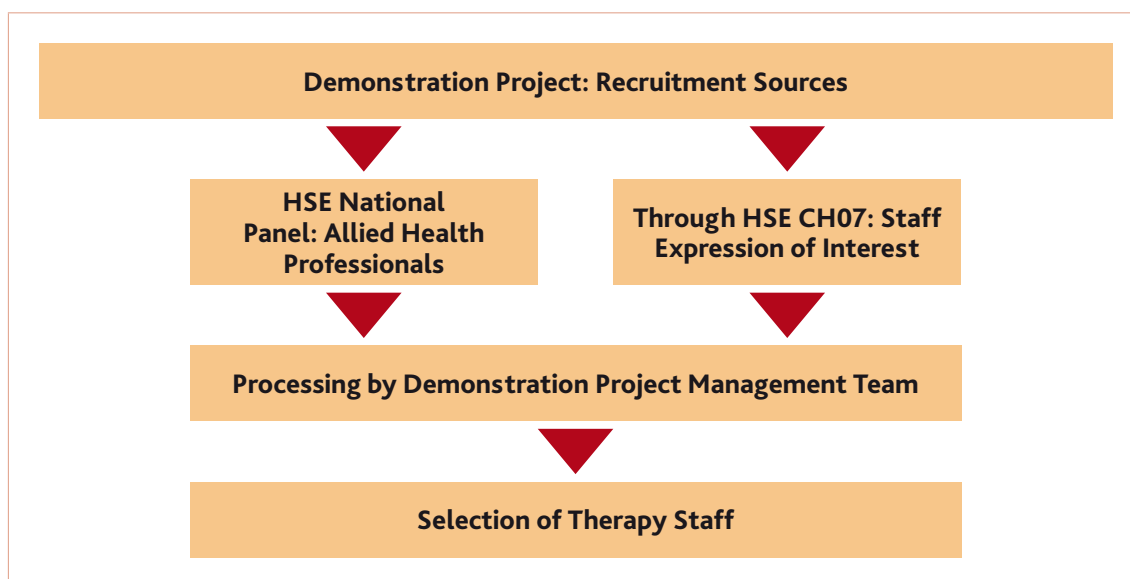 Demonstration Project: Recruitment Sources
HSE National
Panel: Allied Health
Professionals
Through HSE CH07: Staff
Expression of Interest
Processing by Demonstration Project Management Team
Selection of Therapy Staff